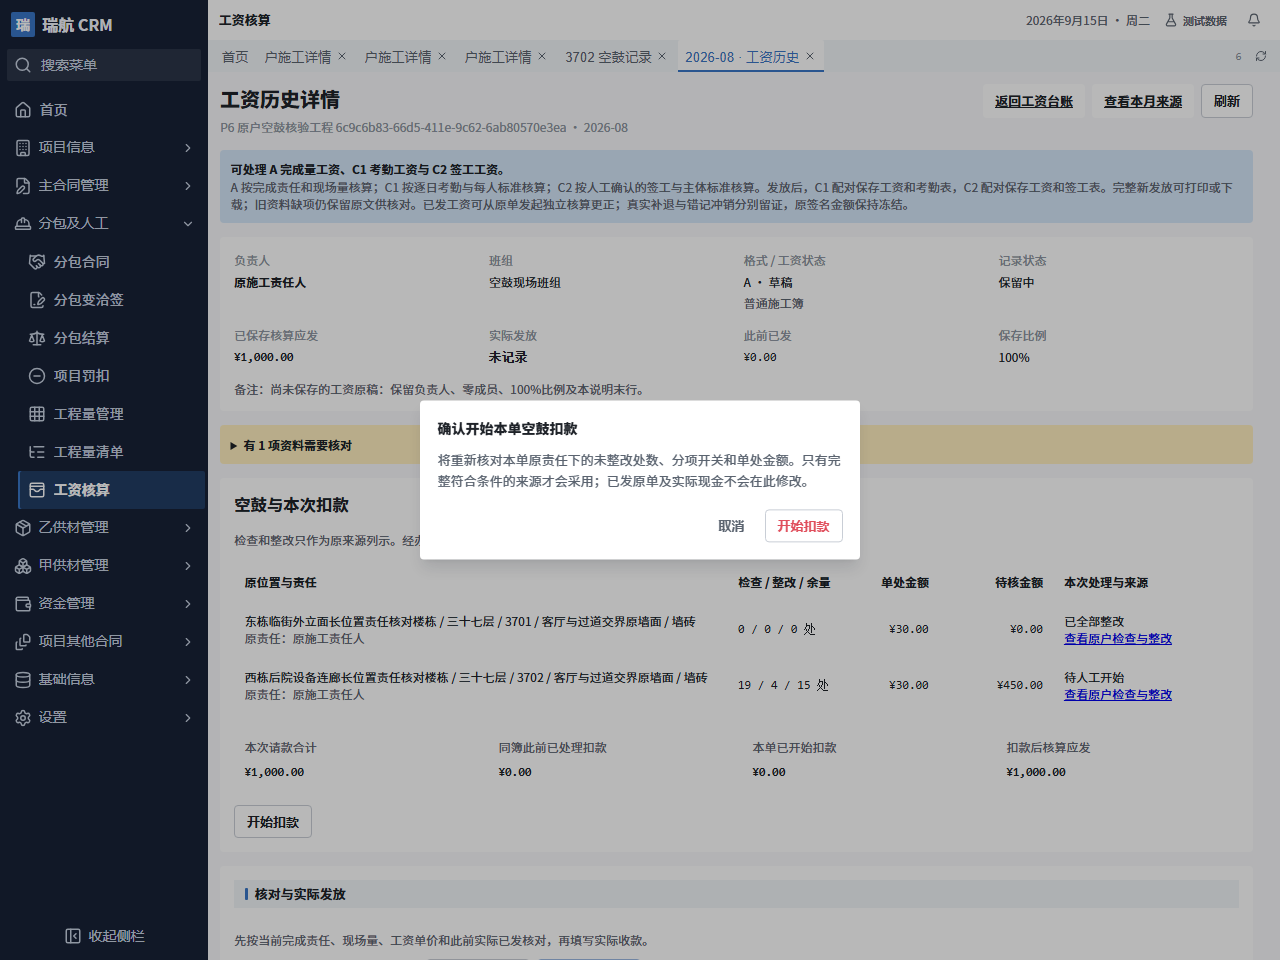 瑞 瑞航 CRM
搜索菜单
首页
项目信息
主合同管理
分包及人工
分包合同
分包变洽签
分包结算
项目罚扣
工程量管理
工程量清单
工资核算
乙供材管理
甲供材管理
资金管理
项目其他合同
基础信息
设置
收起侧栏
工资核算
2026年9月15日 · 周二 测试数据
首页 户施工详情 户施工详情 户施工详情 3702 空鼓记录 2026-08 · 工资历史 6
工资历史详情
返回工资台账 查看本月来源 刷新
P6 原户空鼓核验工程 6c9c6b83-66d5-411e-9c62-6ab80570e3ea · 2026-08
可处理 A 完成量工资、C1 考勤工资与 C2 签工工资。
A 按完成责任和现场量核算；C1 按逐日考勤与每人标准核算；C2 按人工确认的签工与主体标准核算。发放后，C1 配对保存工资和考勤表，C2 配对保存工资和签工表。完整新发放可打印或下
载；旧资料缺项仍保留原文供核对。已发工资可从原单发起独立核算更正；真实补退与错记冲销分别留证，原签名金额保持冻结。
负责人 班组 格式 / 工资状态 记录状态
原施工责任人 空鼓现场班组 A · 草稿 保留中
普通施工簿
已保存核算应发 实际发放 此前已发 保存比例
¥1,000.00 未记录 ¥0.00 100%
备注：尚未保存的工资原稿：保留负责人、零成员、100%比例及本说明末行。
有 1 项资料需要核对
确认开始本单空鼓扣款
将重新核对本单原责任下的未整改处数、分项开关和单处金额。只有完
整符合条件的来源才会采用；已发原单及实际现金不会在此修改。
取消 开始扣款
空鼓与本次扣款
检查和整改只作为原来源列示。经
原位置与责任 检查 / 整改 / 余量 单处金额 待核金额 本次处理与来源
东栋临街外立面长位置责任核对楼栋 / 三十七层 / 3701 / 客厅与过道交界原墙面 / 墙砖 0 / 0 / 0 处 ¥30.00 ¥0.00 已全部整改
原责任：原施工责任人 查看原户检查与整改
西栋后院设备连廊长位置责任核对楼栋 / 三十七层 / 3702 / 客厅与过道交界原墙面 / 墙砖 19 / 4 / 15 处 ¥30.00 ¥450.00 待人工开始
原责任：原施工责任人 查看原户检查与整改
本次请款合计 同簿此前已处理扣款 本单已开始扣款 扣款后核算应发
¥1,000.00 ¥0.00 ¥0.00 ¥1,000.00
开始扣款
核对与实际发放
先按当前完成责任、现场量、工资单价和此前实际已发核对，再填写实际收款。